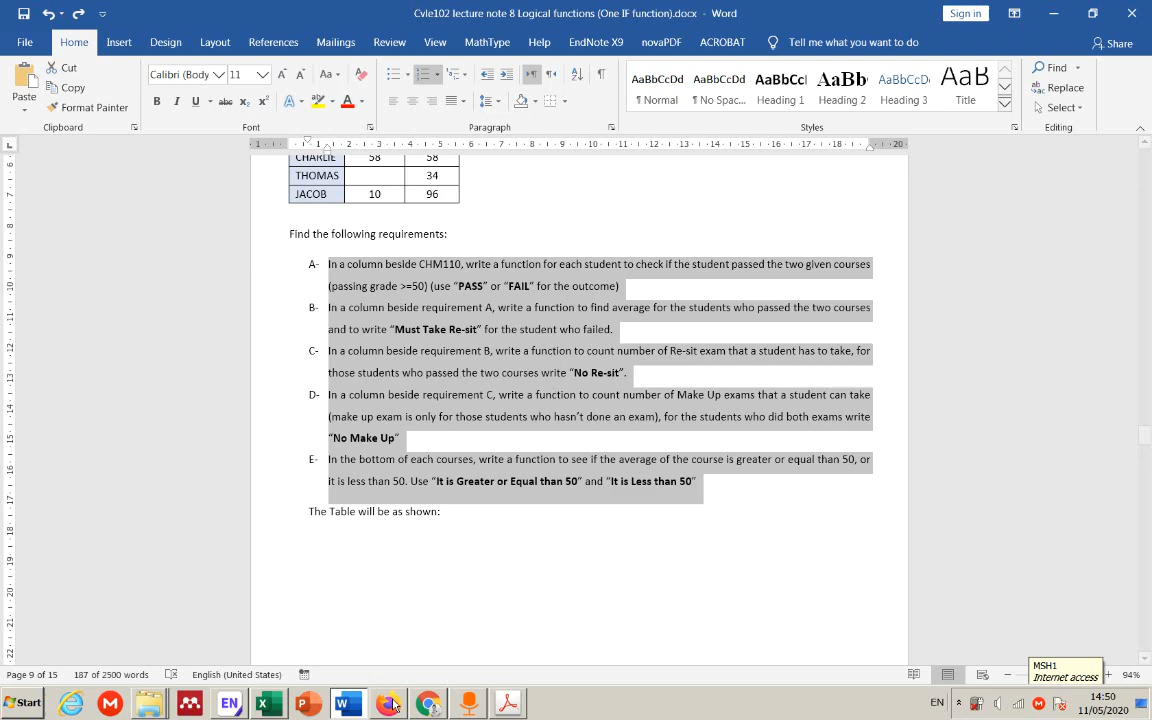 Cvle102 lecture note 8 Logical functions (One IF function).docx - Word
Sign in
File Home Insert Design Layout References Mailings Review View MathType Help EndNote X9 novaPDF ACROBAT Tell me what you want to do Share
Paste
Cut
Copy
Format Painter
Calibri (Body 11
AaBbCcDd AaBbCcDd AaBbCcI AaBbCc AaBbCcDd AaB
¶ Normal ¶ No Spac... Heading 1 Heading 2 Heading 3 Title
Find
Replace
Select
Clipboard Font Paragraph Styles Editing
CHARLIE 58 58
THOMAS 34
JACOB 10 96
Find the following requirements:
A- In a column beside CHM110, write a function for each student to check if the student passed the two given courses
(passing grade >=50) (use “PASS” or “FAIL” for the outcome)
B- In a column beside requirement A, write a function to find average for the students who passed the two courses
and to write “Must Take Re-sit” for the student who failed.
C- In a column beside requirement B, write a function to count number of Re-sit exam that a student has to take, for
those students who passed the two courses write “No Re-sit”.
D- In a column beside requirement C, write a function to count number of Make Up exams that a student can take
(make up exam is only for those students who hasn’t done an exam), for the students who did both exams write
“No Make Up”
E- In the bottom of each courses, write a function to see if the average of the course is greater or equal than 50, or
it is less than 50. Use “It is Greater or Equal than 50” and “It is Less than 50”
The Table will be as shown:
MSH1
Internet access
Page 9 of 15 187 of 2500 words English (United States) 94%
Start EN 14:50
11/05/2020